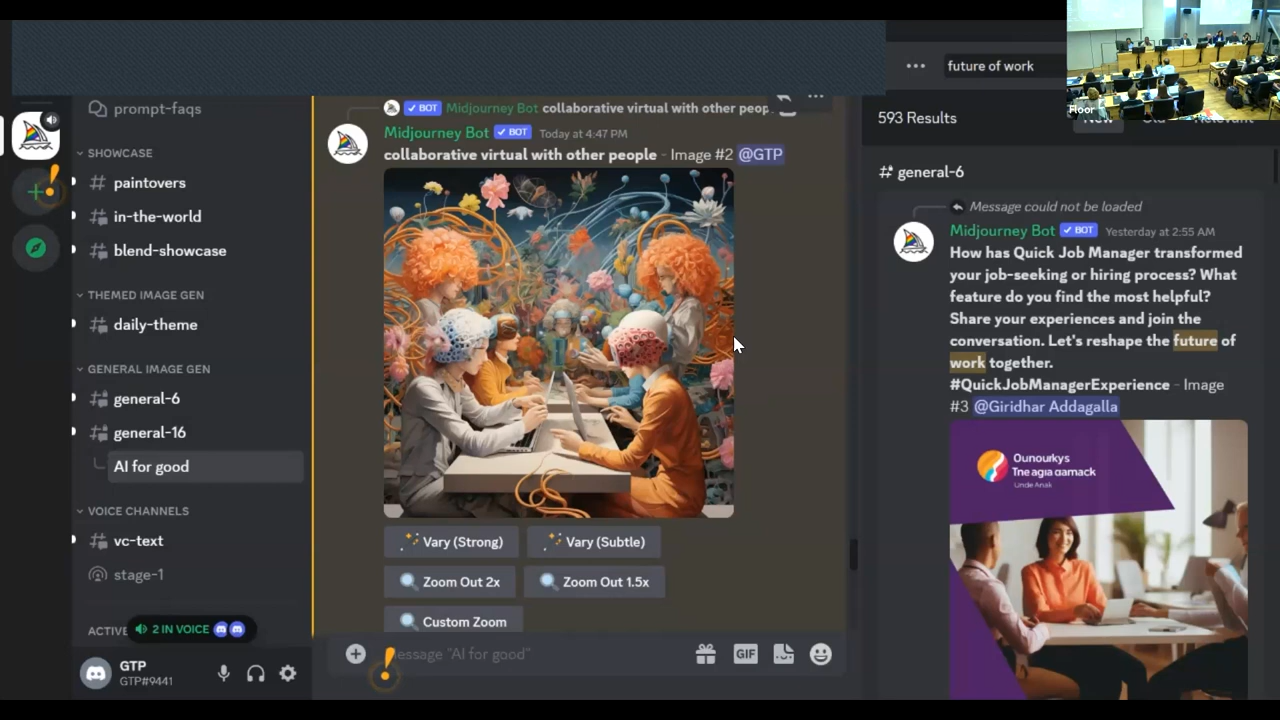 prompt-faqs
SHOWCASE
paintovers
in-the-world
blend-showcase
THEMED IMAGE GEN
daily-theme
GENERAL IMAGE GEN
general-6
general-16
AI for good
VOICE CHANNELS
vc-text
stage-1
ACTIVE
2 IN VOICE
GTP
GTP#9441
BOT Midjourney Bot collaborative virtual with other peop
Midjourney Bot BOT Today at 4:47 PM
collaborative virtual with other people - Image #2 @GTP
Vary (Strong) Vary (Subtle)
Zoom Out 2x Zoom Out 1.5x
Custom Zoom
Message "AI for good"
GIF
future of work
Floor
593 Results
New Old Relevant
general-6
Message could not be loaded
Midjourney Bot BOT Yesterday at 2:55 AM
How has Quick Job Manager transformed
your job-seeking or hiring process? What
feature do you find the most helpful?
Share your experiences and join the
conversation. Let's reshape the future of
work together.
#QuickJobManagerExperience - Image
#3 @Giridhar Addagalla
Ounourkys